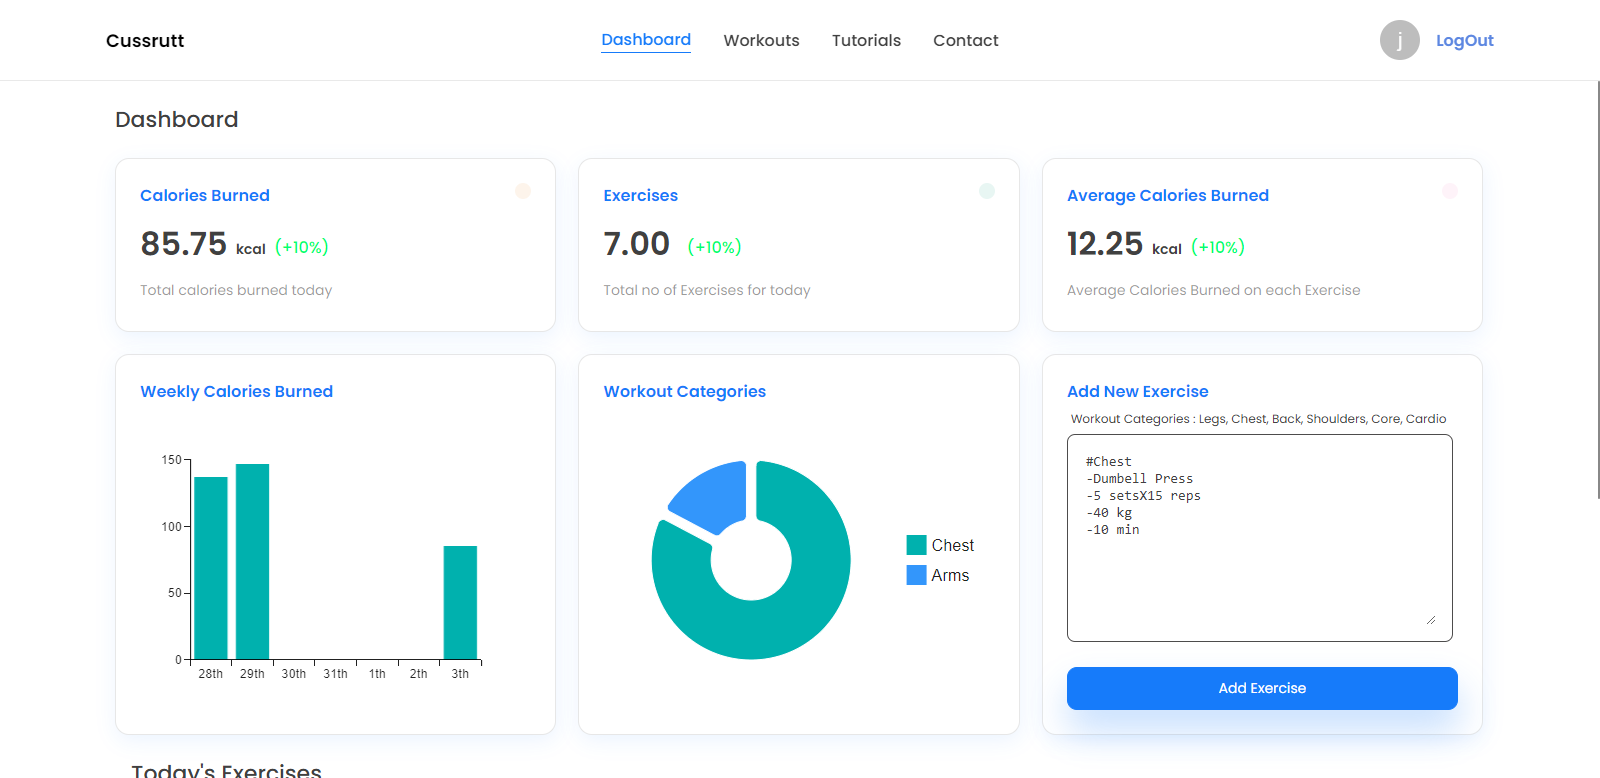 Cussrutt
Dashboard Workouts Tutorials Contact
j LogOut
Dashboard
Calories Burned
85.75 kcal (+10%)
Total calories burned today
Exercises
7.00 (+10%)
Total no of Exercises for today
Average Calories Burned
12.25 kcal (+10%)
Average Calories Burned on each Exercise
Weekly Calories Burned
150
100
50
0
28th 29th 30th 31th 1th 2th 3th
Workout Categories
Chest
Arms
Add New Exercise
Workout Categories : Legs, Chest, Back, Shoulders, Core, Cardio
#Chest
-Dumbell Press
-5 setsX15 reps
-40 kg
-10 min
Add Exercise
Today's Exercises